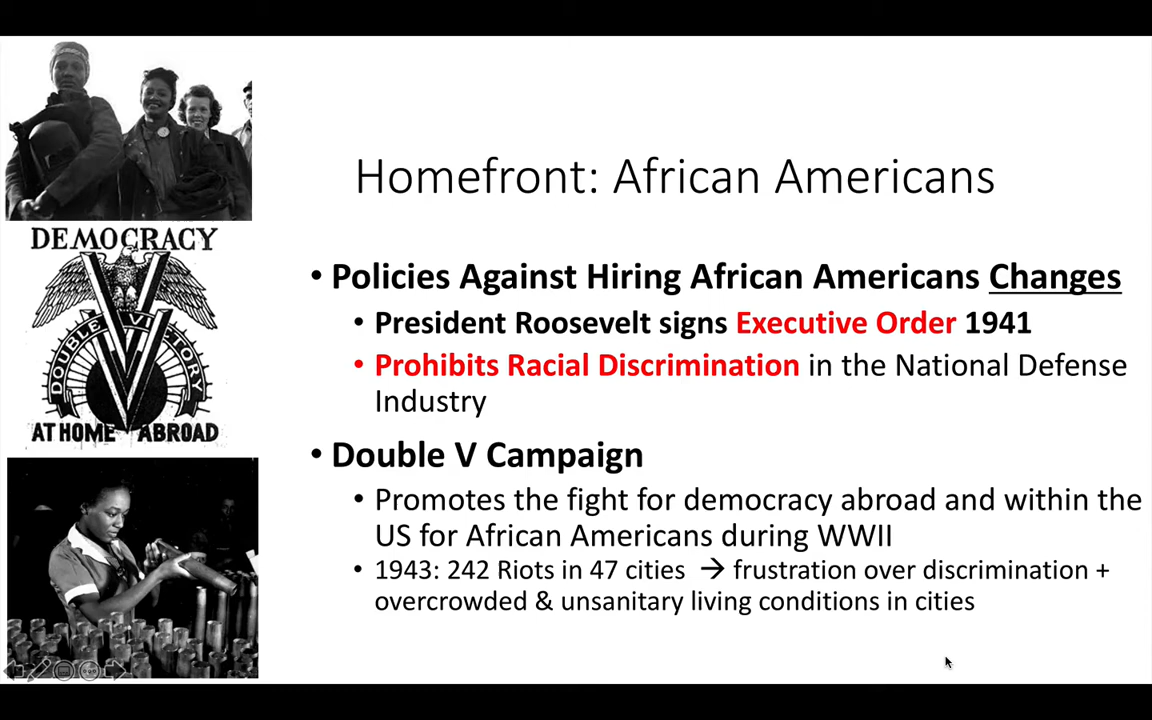 Homefront: African Americans
• Policies Against Hiring African Americans Changes
• President Roosevelt signs Executive Order 1941
• Prohibits Racial Discrimination in the National Defense
Industry
• Double V Campaign
• Promotes the fight for democracy abroad and within the
US for African Americans during WWII
• 1943: 242 Riots in 47 cities → frustration over discrimination +
overcrowded & unsanitary living conditions in cities
DEMOCRACY
DOUBLE VICTORY
AT HOME ABROAD